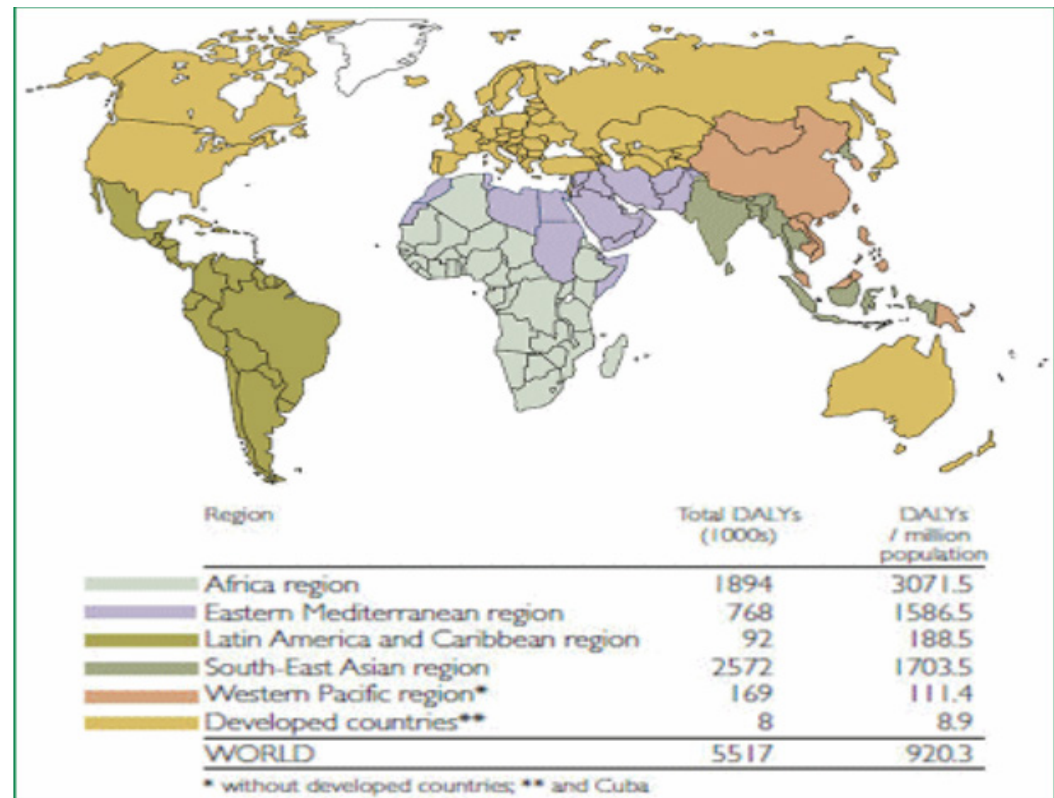 Region Total DALYs (1000s) DALYs / million population
Africa region 1894 3071.5
Eastern Mediterranean region 768 1586.5
Latin America and Caribbean region 92 188.5
South-East Asian region 2572 1703.5
Western Pacific region* 169 111.4
Developed countries** 8 8.9
WORLD 5517 920.3
* without developed countries; ** and Cuba